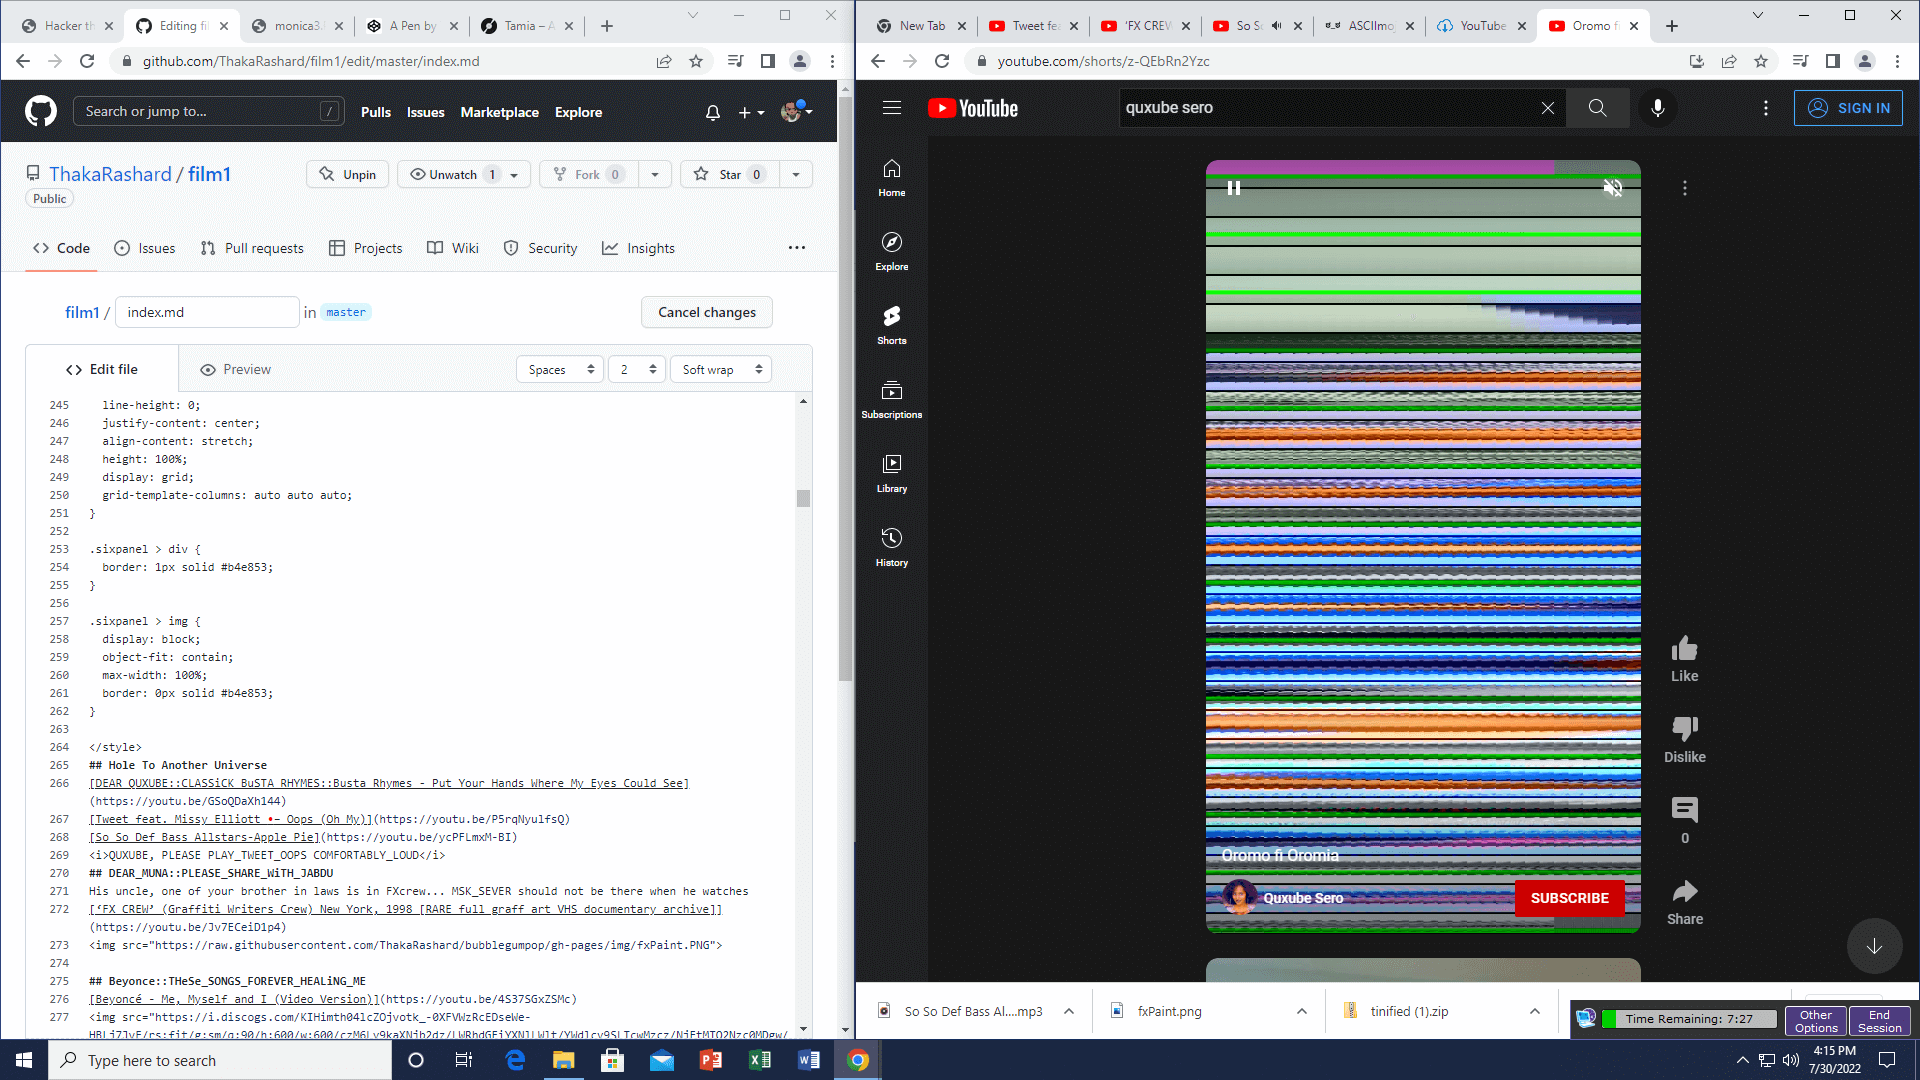 Hacker th
Editing fil
monica3.
A Pen by
Tamia – A
github.com/ThakaRashard/film1/edit/master/index.md
Search or jump to...
/
Pulls
Issues
Marketplace
Explore
ThakaRashard / film1
Public
Unpin
Unwatch 1
Fork 0
Star 0
Code
Issues
Pull requests
Projects
Wiki
Security
Insights
film1 / index.md in master
Cancel changes
Edit file
Preview
Spaces
2
Soft wrap
245 line-height: 0;
246 justify-content: center;
247 align-content: stretch;
248 height: 100%;
249 display: grid;
250 grid-template-columns: auto auto auto;
251 }
252
253 .sixpanel > div {
254 border: 1px solid #b4e853;
255 }
256
257 .sixpanel > img {
258 display: block;
259 object-fit: contain;
260 max-width: 100%;
261 border: 0px solid #b4e853;
262 }
263
264 </style>
265 ## Hole To Another Universe
266 [DEAR QUXUBE::CLASSiCK BuSTA RHYMES::Busta Rhymes - Put Your Hands Where My Eyes Could See]
(https://youtu.be/GSoQDaXh144)
267 [Tweet feat. Missy Elliott •– Oops (Oh My)](https://youtu.be/P5rqNyulfsQ)
268 [So So Def Bass Allstars-Apple Pie](https://youtu.be/ycPFLmxM-BI)
269 <i>QUXUBE, PLEASE PLAY_TWEET_OOPS COMFORTABLY_LOUD</i>
270 ## DEAR_MUNA::PLEASE_SHARE_WiTH_JABDU
271 His uncle, one of your brother in laws is in FXcrew... MSK_SEVER should not be there when he watches
272 [‘FX CREW’ (Graffiti Writers Crew) New York, 1998 [RARE full graff art VHS documentary archive]]
(https://youtu.be/Jv7ECeiD1p4)
273 <img src="https://raw.githubusercontent.com/ThakaRashard/bubblegumpop/gh-pages/img/fxPaint.PNG">
274
275 ## Beyonce::THeSe_SONGS_FOREVER_HEALiNG_ME
276 [Beyoncé - Me, Myself and I (Video Version)](https://youtu.be/4S37SGxZSMc)
277 <img src="https://i.discogs.com/KIHimth04lcZOjvotk_-0XFVWzRcEDseWe-
New Tab
Tweet fea
‘FX CREW
So So
ASCIImoj
YouTube
Oromo fi
youtube.com/shorts/z-QEbRn2Yzc
YouTube
quxube sero
SIGN IN
Home
Explore
Shorts
Subscriptions
Library
History
Oromo fi Oromia
Quxube Sero
SUBSCRIBE
Like
Dislike
0
Share
So So Def Bass Al....mp3
fxPaint.png
tinified (1).zip
Time Remaining: 7:27
Other Options
End Session
Type here to search
4:15 PM
7/30/2022